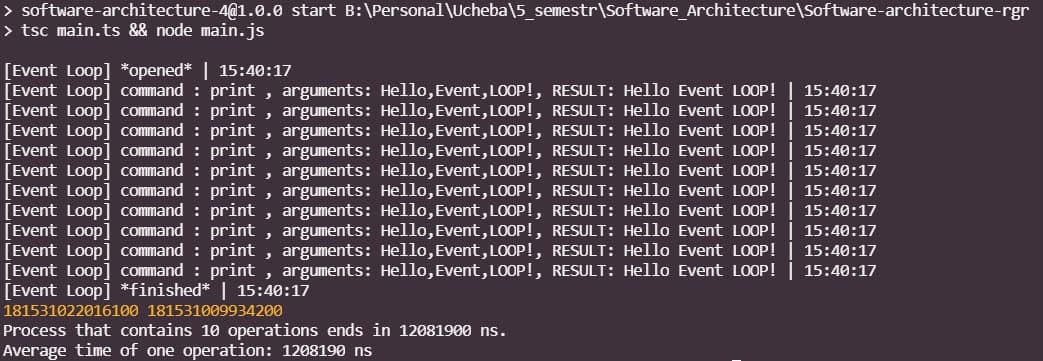 > software-architecture-4@1.0.0 start B:\Personal\Ucheba\5_semestr\Software_Architecture\Software-architecture-rgr
> tsc main.ts && node main.js
[Event Loop] *opened* | 15:40:17
[Event Loop] command : print , arguments: Hello,Event,LOOP!, RESULT: Hello Event LOOP! | 15:40:17
[Event Loop] command : print , arguments: Hello,Event,LOOP!, RESULT: Hello Event LOOP! | 15:40:17
[Event Loop] command : print , arguments: Hello,Event,LOOP!, RESULT: Hello Event LOOP! | 15:40:17
[Event Loop] command : print , arguments: Hello,Event,LOOP!, RESULT: Hello Event LOOP! | 15:40:17
[Event Loop] command : print , arguments: Hello,Event,LOOP!, RESULT: Hello Event LOOP! | 15:40:17
[Event Loop] command : print , arguments: Hello,Event,LOOP!, RESULT: Hello Event LOOP! | 15:40:17
[Event Loop] command : print , arguments: Hello,Event,LOOP!, RESULT: Hello Event LOOP! | 15:40:17
[Event Loop] command : print , arguments: Hello,Event,LOOP!, RESULT: Hello Event LOOP! | 15:40:17
[Event Loop] command : print , arguments: Hello,Event,LOOP!, RESULT: Hello Event LOOP! | 15:40:17
[Event Loop] command : print , arguments: Hello,Event,LOOP!, RESULT: Hello Event LOOP! | 15:40:17
[Event Loop] *finished* | 15:40:17
181531022016100 181531009934200
Process that contains 10 operations ends in 12081900 ns.
Average time of one operation: 1208190 ns